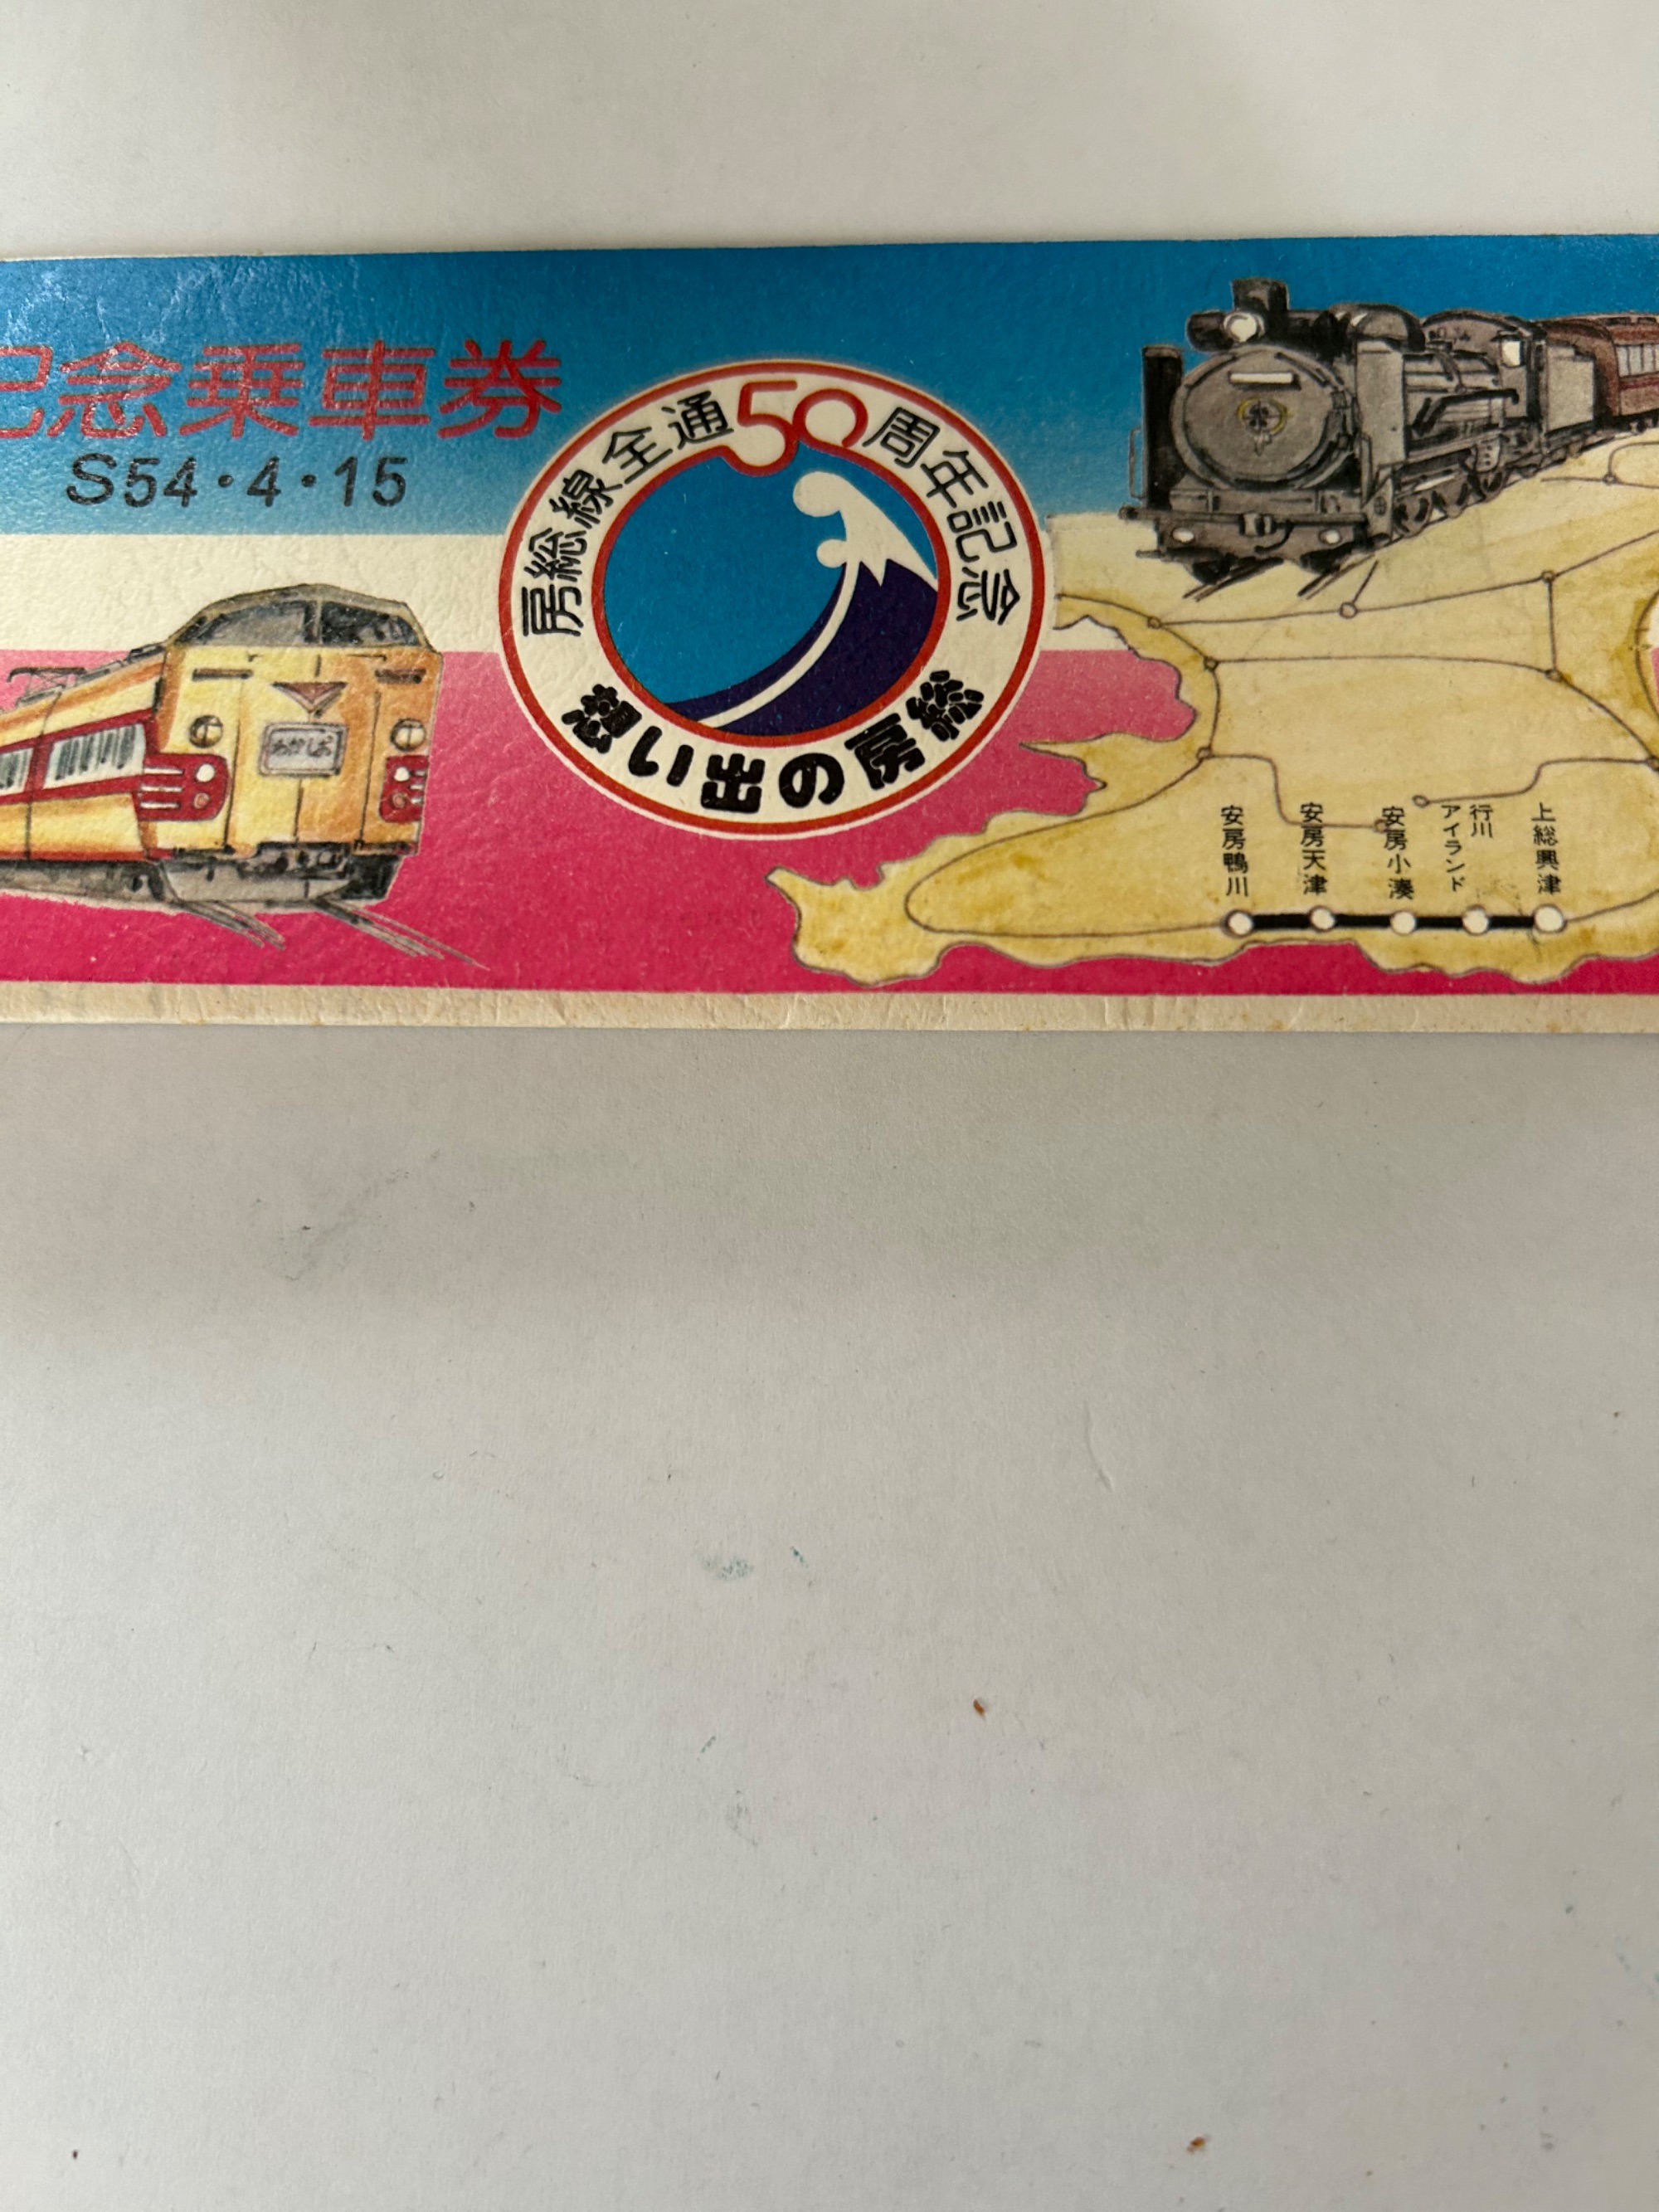 記念乗車券
S54・4・15
房総線全通50周年記念
想い出の房総
わかしお
安房鴨川
安房天津
安房小湊
行川
アイランド
上総興津